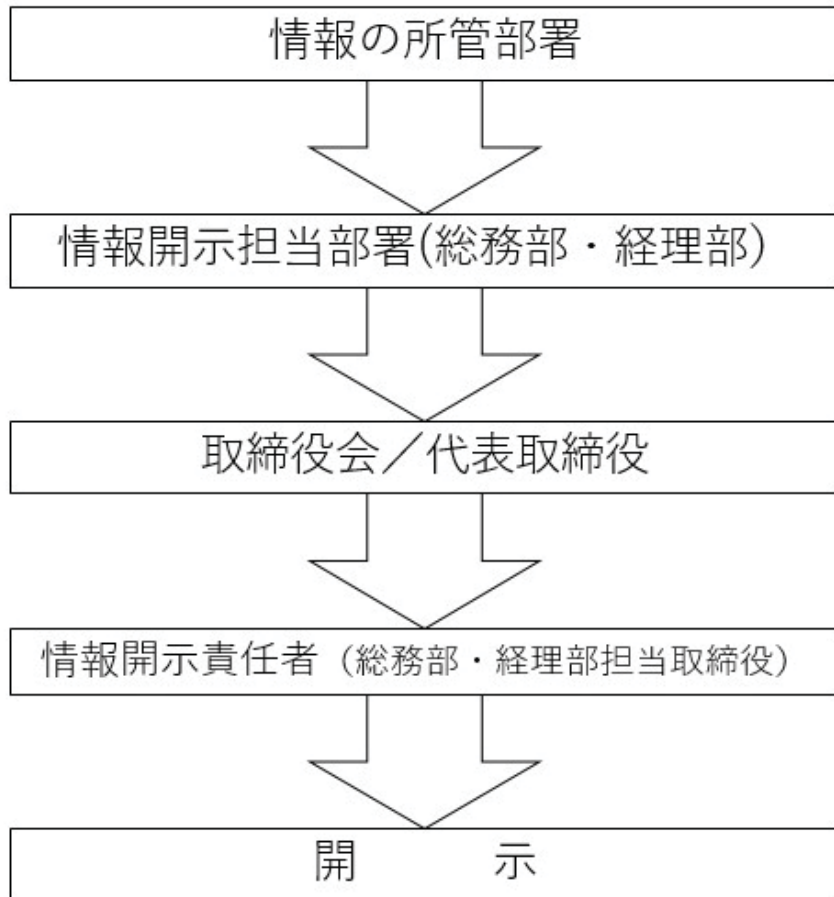 情報の所管部署
情報開示担当部署(総務部・経理部)
取締役会／代表取締役
情報開示責任者（総務部・経理部担当取締役）
開　　　示